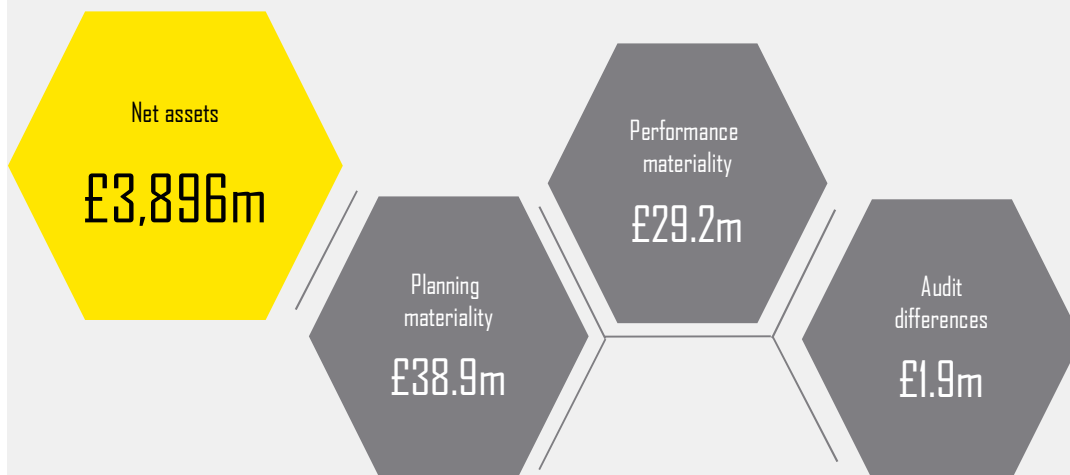 Net assets
£3,896m
Planning
materiality
£38.9m
Performance
materiality
£29.2m
Audit
differences
£1.9m